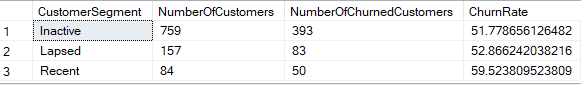 CustomerSegment NumberOfCustomers NumberOfChurnedCustomers ChurnRate
1 Inactive 759 393 51.778656126482
2 Lapsed 157 83 52.866242038216
3 Recent 84 50 59.523809523809